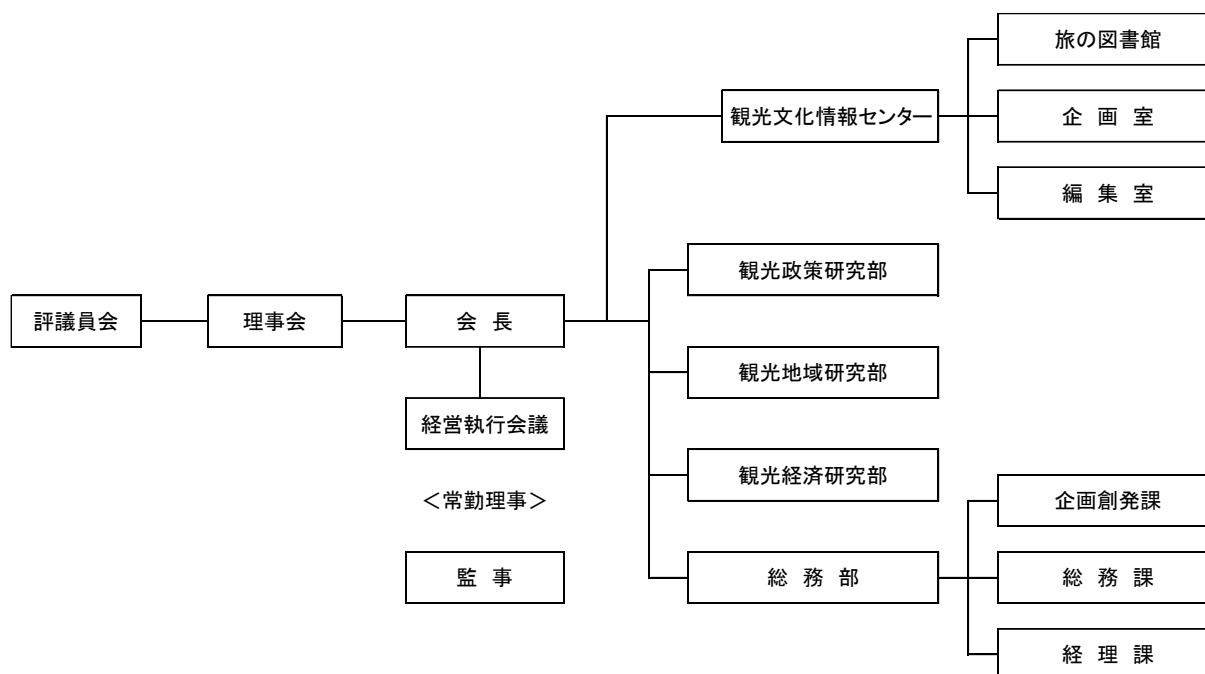 旅の図書館
観光文化情報センター
企 画 室
編 集 室
観光政策研究部
評議員会
理事会
会 長
観光地域研究部
経営執行会議
観光経済研究部
＜常勤理事＞
企画創発課
監 事
総 務 部
総 務 課
経 理 課